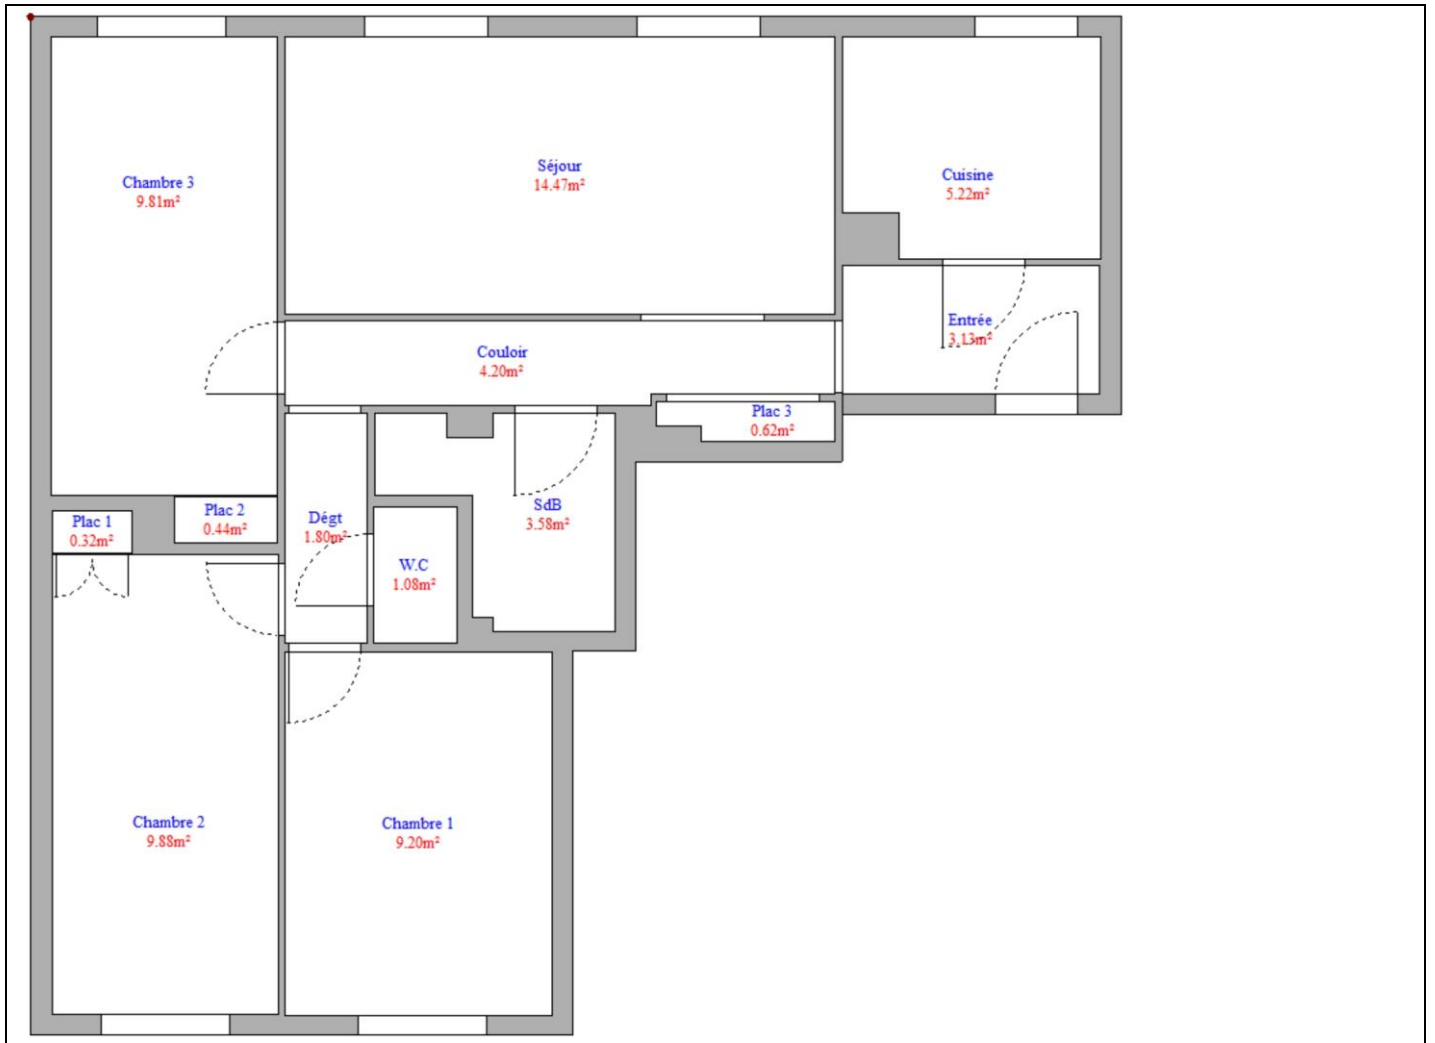 Séjour
14.47m²
Cuisine
5.22m²
Chambre 3
9.81m²
Entrée
3.13m²
Couloir
4.20m²
Plac 3
0.62m²
Plac 2
0.44m²
Plac 1
0.32m²
Dégt
1.80m²
SdB
3.58m²
W.C
1.08m²
Chambre 2
9.88m²
Chambre 1
9.20m²